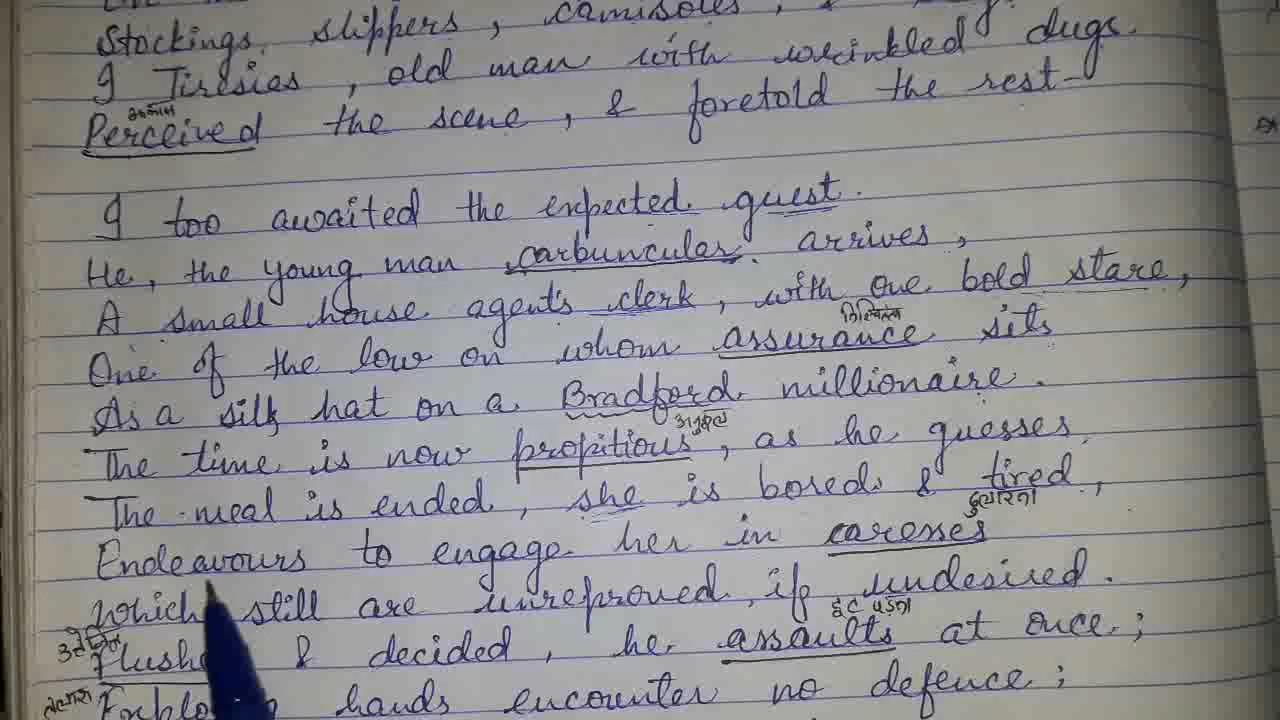 Stockings, slippers, camisoles, &
I Tiresias, old man with wrinkled dugs.
Perceived the scene, & foretold the rest-
I too awaited the expected guest.
He, the young man carbuncular. arrives,
A small house agent's clerk, with one bold stare,
निश्चितता
One of the low on whom assurance sits
As a silk hat on a Bradford millionaire.
अनुकूल
The time is now propitious, as he guesses,
The meal is ended, she is bored & tired,
दुलारना
Endeavours to engage her in caresses
which still are unreproved, if undesired.
टूट पड़ना
& decided, he assaults at once;
hands encounter no defence;